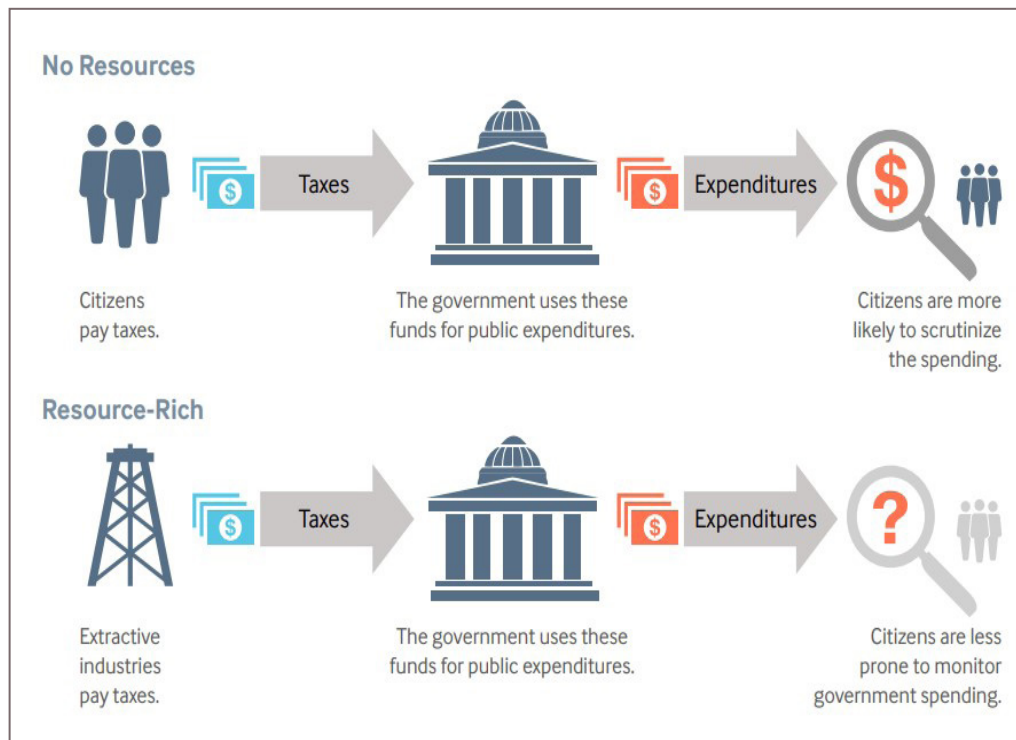 No Resources
$
Taxes
$
Expenditures
$
Citizens
pay taxes.
The government uses these
funds for public expenditures.
Citizens are more
likely to scrutinize
the spending.
Resource-Rich
$
Taxes
$
Expenditures
?
Extractive
industries
pay taxes.
The government uses these
funds for public expenditures.
Citizens are less
prone to monitor
government spending.